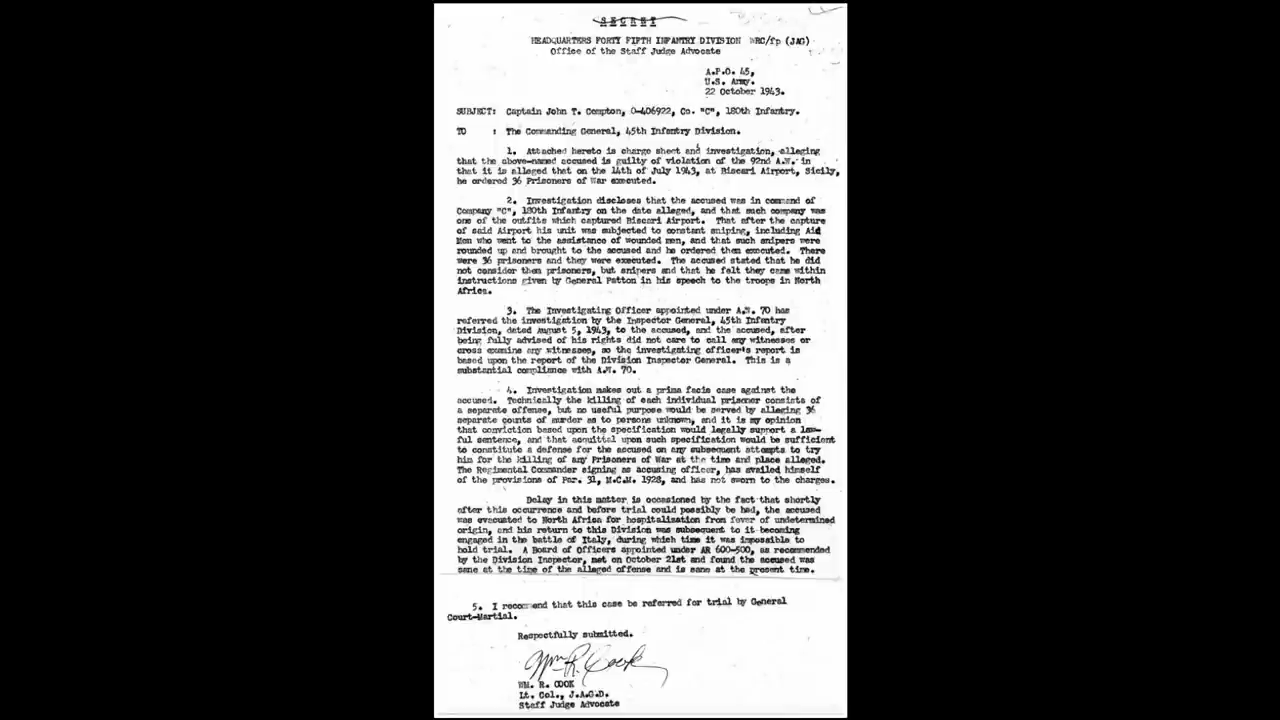 SECRET
HEADQUARTERS FORTY FIFTH INFANTRY DIVISION WRC/fp (JAG)
Office of the Staff Judge Advocate
A.P.O. 45,
U.S. Army.
22 October 1943.
SUBJECT: Captain John T. Compton, O-406922, Co. "C", 180th Infantry.
TO : The Commanding General, 45th Infantry Division.
1. Attached hereto is charge sheet and investigation, alleging
that the above-named accused is guilty of violation of the 92nd A.W. in
that it is alleged that on the 14th of July 1943, at Biscari Airport, Sicily,
he ordered 36 Prisoners of War executed.
2. Investigation discloses that the accused was in command of
Company "C", 180th Infantry on the date alleged, and that such company was
one of the outfits which captured Biscari Airport. That after the capture
of said Airport his unit was subjected to constant sniping, including Aid
Men who went to the assistance of wounded men, and that such snipers were
rounded up and brought to the accused and he ordered them executed. There
were 36 prisoners and they were executed. The accused stated that he did
not consider them prisoners, but snipers and that he felt they came within
instructions given by General Patton in his speech to the troops in North
Africa.
3. The Investigating Officer appointed under A.W. 70 has
referred the investigation by the Inspector General, 45th Infantry
Division, dated August 5, 1943, to the accused, and the accused, after
being fully advised of his rights did not care to call any witnesses or
cross examine any witnesses, so the investigating officer's report is
based upon the report of the Division Inspector General. This is a
substantial compliance with A.W. 70.
4. Investigation makes out a prima facie case against the
accused. Technically the killing of each individual prisoner consists of
a separate offense, but no useful purpose would be served by alleging 36
separate counts of murder as to persons unknown, and it is my opinion
that conviction based upon the specification would legally support a law-
ful sentence, and that acquittal upon such specification would be sufficient
to constitute a defense for the accused on any subsequent attempts to try
him for the killing of any Prisoners of War at the time and place alleged.
The Regimental Commander signing as accusing officer, has availed himself
of the provisions of Par. 31, M.C.M. 1928, and has not sworn to the charges.
Delay in this matter is occasioned by the fact that shortly
after this occurrence and before trial could possibly be had, the accused
was evacuated to North Africa for hospitalization from fever of undetermined
origin, and his return to this Division was subsequent to it becoming
engaged in the battle of Italy, during which time it was impossible to
hold trial. A Board of Officers appointed under AR 600-500, as recommended
by the Division Inspector, met on October 21st and found the accused was
sane at the time of the alleged offense and is sane at the present time.
5. I recommend that this case be referred for trial by General
Court-Martial.
Respectfully submitted.
Wm R. Cook
WM. R. COOK
Lt. Col., J.A.G.D.
Staff Judge Advocate